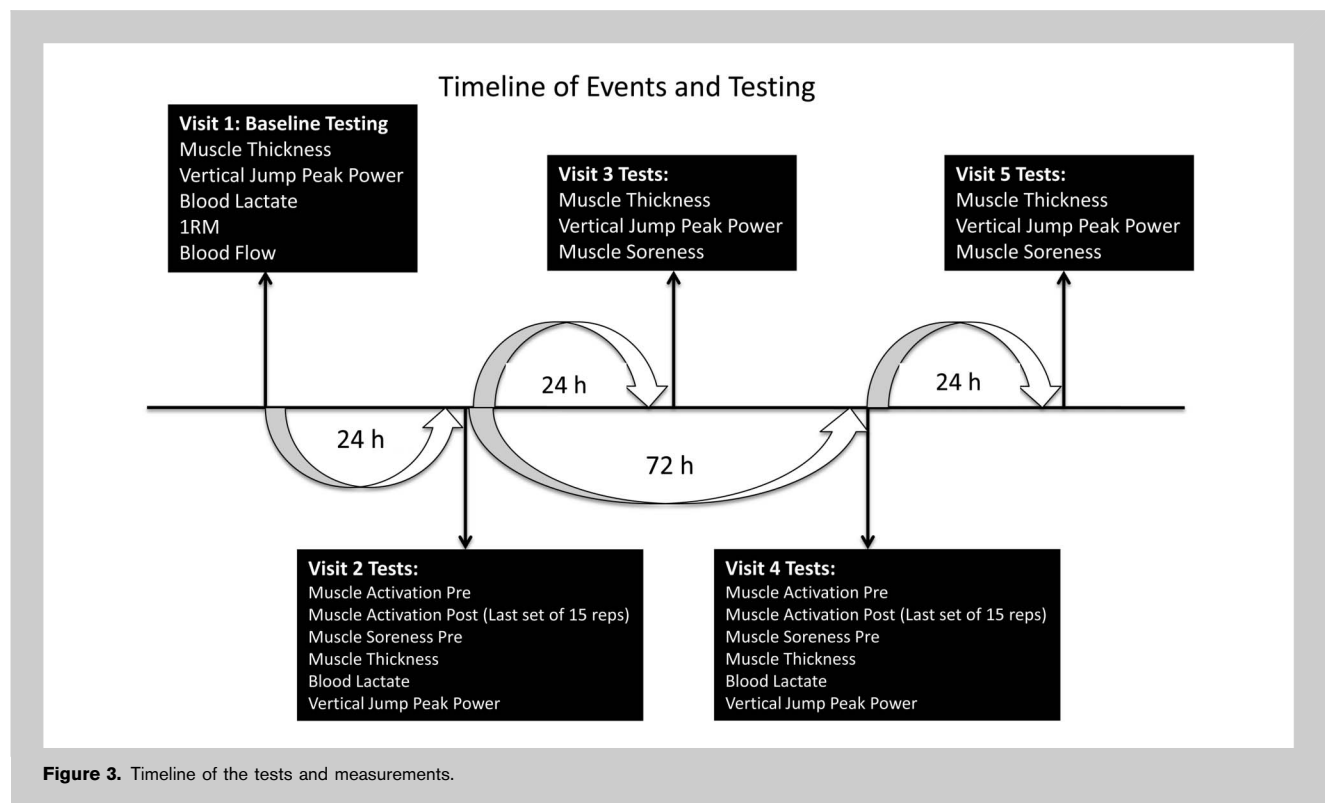 Timeline of Events and Testing
Visit 1: Baseline Testing
Muscle Thickness
Vertical Jump Peak Power
Blood Lactate
1RM
Blood Flow
Visit 3 Tests:
Muscle Thickness
Vertical Jump Peak Power
Muscle Soreness
Visit 5 Tests:
Muscle Thickness
Vertical Jump Peak Power
Muscle Soreness
24 h
24 h
24 h
72 h
Visit 2 Tests:
Muscle Activation Pre
Muscle Activation Post (Last set of 15 reps)
Muscle Soreness Pre
Muscle Thickness
Blood Lactate
Vertical Jump Peak Power
Visit 4 Tests:
Muscle Activation Pre
Muscle Activation Post (Last set of 15 reps)
Muscle Soreness Pre
Muscle Thickness
Blood Lactate
Vertical Jump Peak Power
Figure 3. Timeline of the tests and measurements.